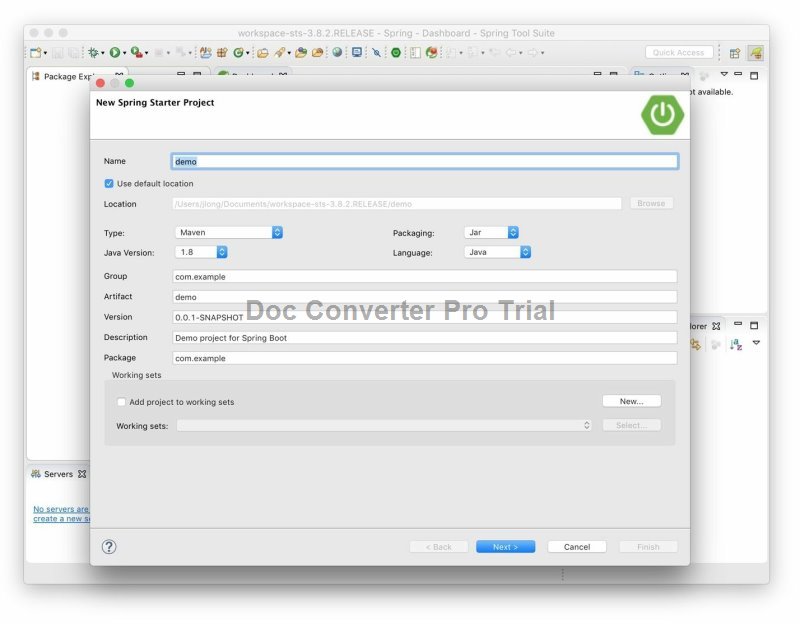 workspace-sts-3.8.2.RELEASE - Spring - Dashboard - Spring Tool Suite
Quick Access
Package
New Spring Starter Project
ot available.
Name demo
Use default location
Location /Users/jlong/Documents/workspace-sts-3.8.2.RELEASE/demo Browse
Type: Maven Packaging: Jar
Java Version: 1.8 Language: Java
Group com.example
Artifact demo
Doc Converter Pro Trial
Version 0.0.1-SNAPSHOT
lorer
Description Demo project for Spring Boot
Package com.example
Working sets
Add project to working sets New...
Working sets: Select...
Servers
No servers are
create a new se
? < Back Next > Cancel Finish